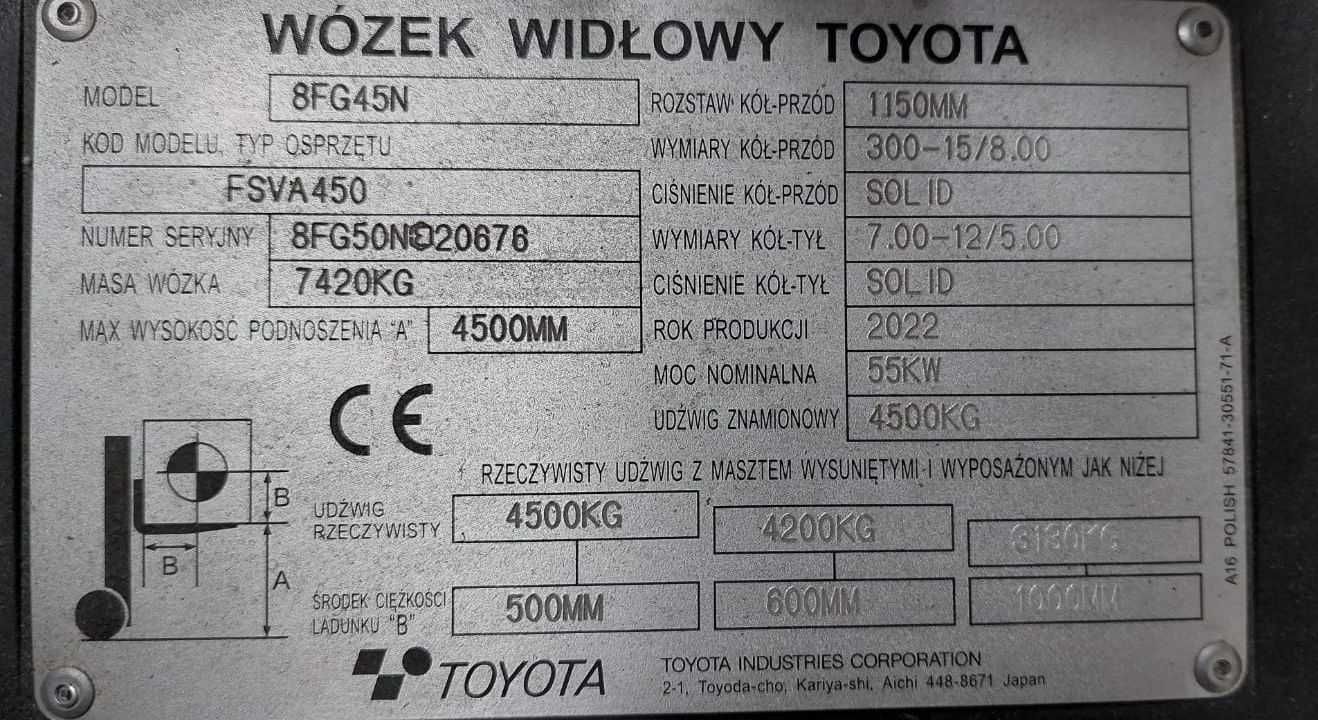 WÓZEK WIDŁOWY TOYOTA
MODEL 8FG45N
KOD MODELU, TYP OSPRZĘTU
FSVA450
NUMER SERYJNY 8FG50N 20676
MASA WÓZKA 7420KG
MAX WYSOKOŚĆ PODNOSZENIA "A" 4500MM
ROZSTAW KÓŁ-PRZÓD 1150MM
WYMIARY KÓŁ-PRZÓD 300-15/8.00
CIŚNIENIE KÓŁ-PRZÓD SOLID
WYMIARY KÓŁ-TYŁ 7.00-12/5.00
CIŚNIENIE KÓŁ-TYŁ SOLID
ROK PRODUKCJI 2022
MOC NOMINALNA 55KW
UDŹWIG ZNAMIONOWY 4500KG
CE
B
B
A
RZECZYWISTY UDŹWIG Z MASZTEM WYSUNIĘTYM I WYPOSAŻONYM JAK NIŻEJ
UDŹWIG
RZECZYWISTY 4500KG 4200KG 3130KG
ŚRODEK CIĘŻKOŚCI
ŁADUNKU "B" 500MM 600MM 1000MM
TOYOTA
TOYOTA INDUSTRIES CORPORATION
2-1, Toyoda-cho, Kariya-shi, Aichi 448-8671 Japan
A16 POLISH 57841-30551-71-A